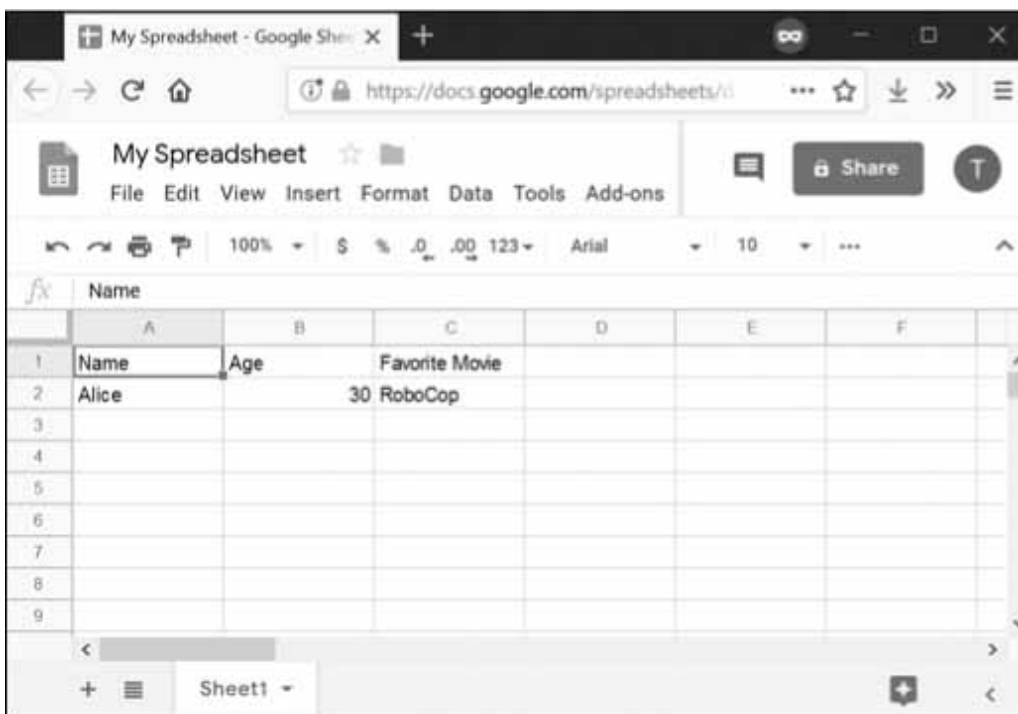 My Spreadsheet - Google Shee
https://docs.google.com/spreadsheets/d
My Spreadsheet
Share
T
File Edit View Insert Format Data Tools Add-ons
100% $ % .0 .00 123 Arial 10
fx Name
A B C D E F
1 Name Age Favorite Movie
2 Alice 30 RoboCop
3
4
5
6
7
8
9
Sheet1